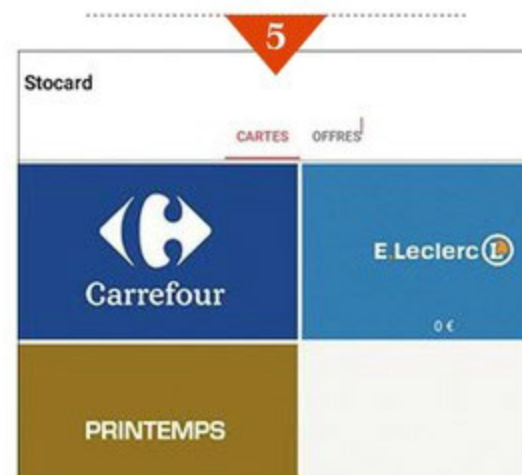 5
Stocard
CARTES OFFRES
Carrefour
E.Leclerc L
0 €
PRINTEMPS